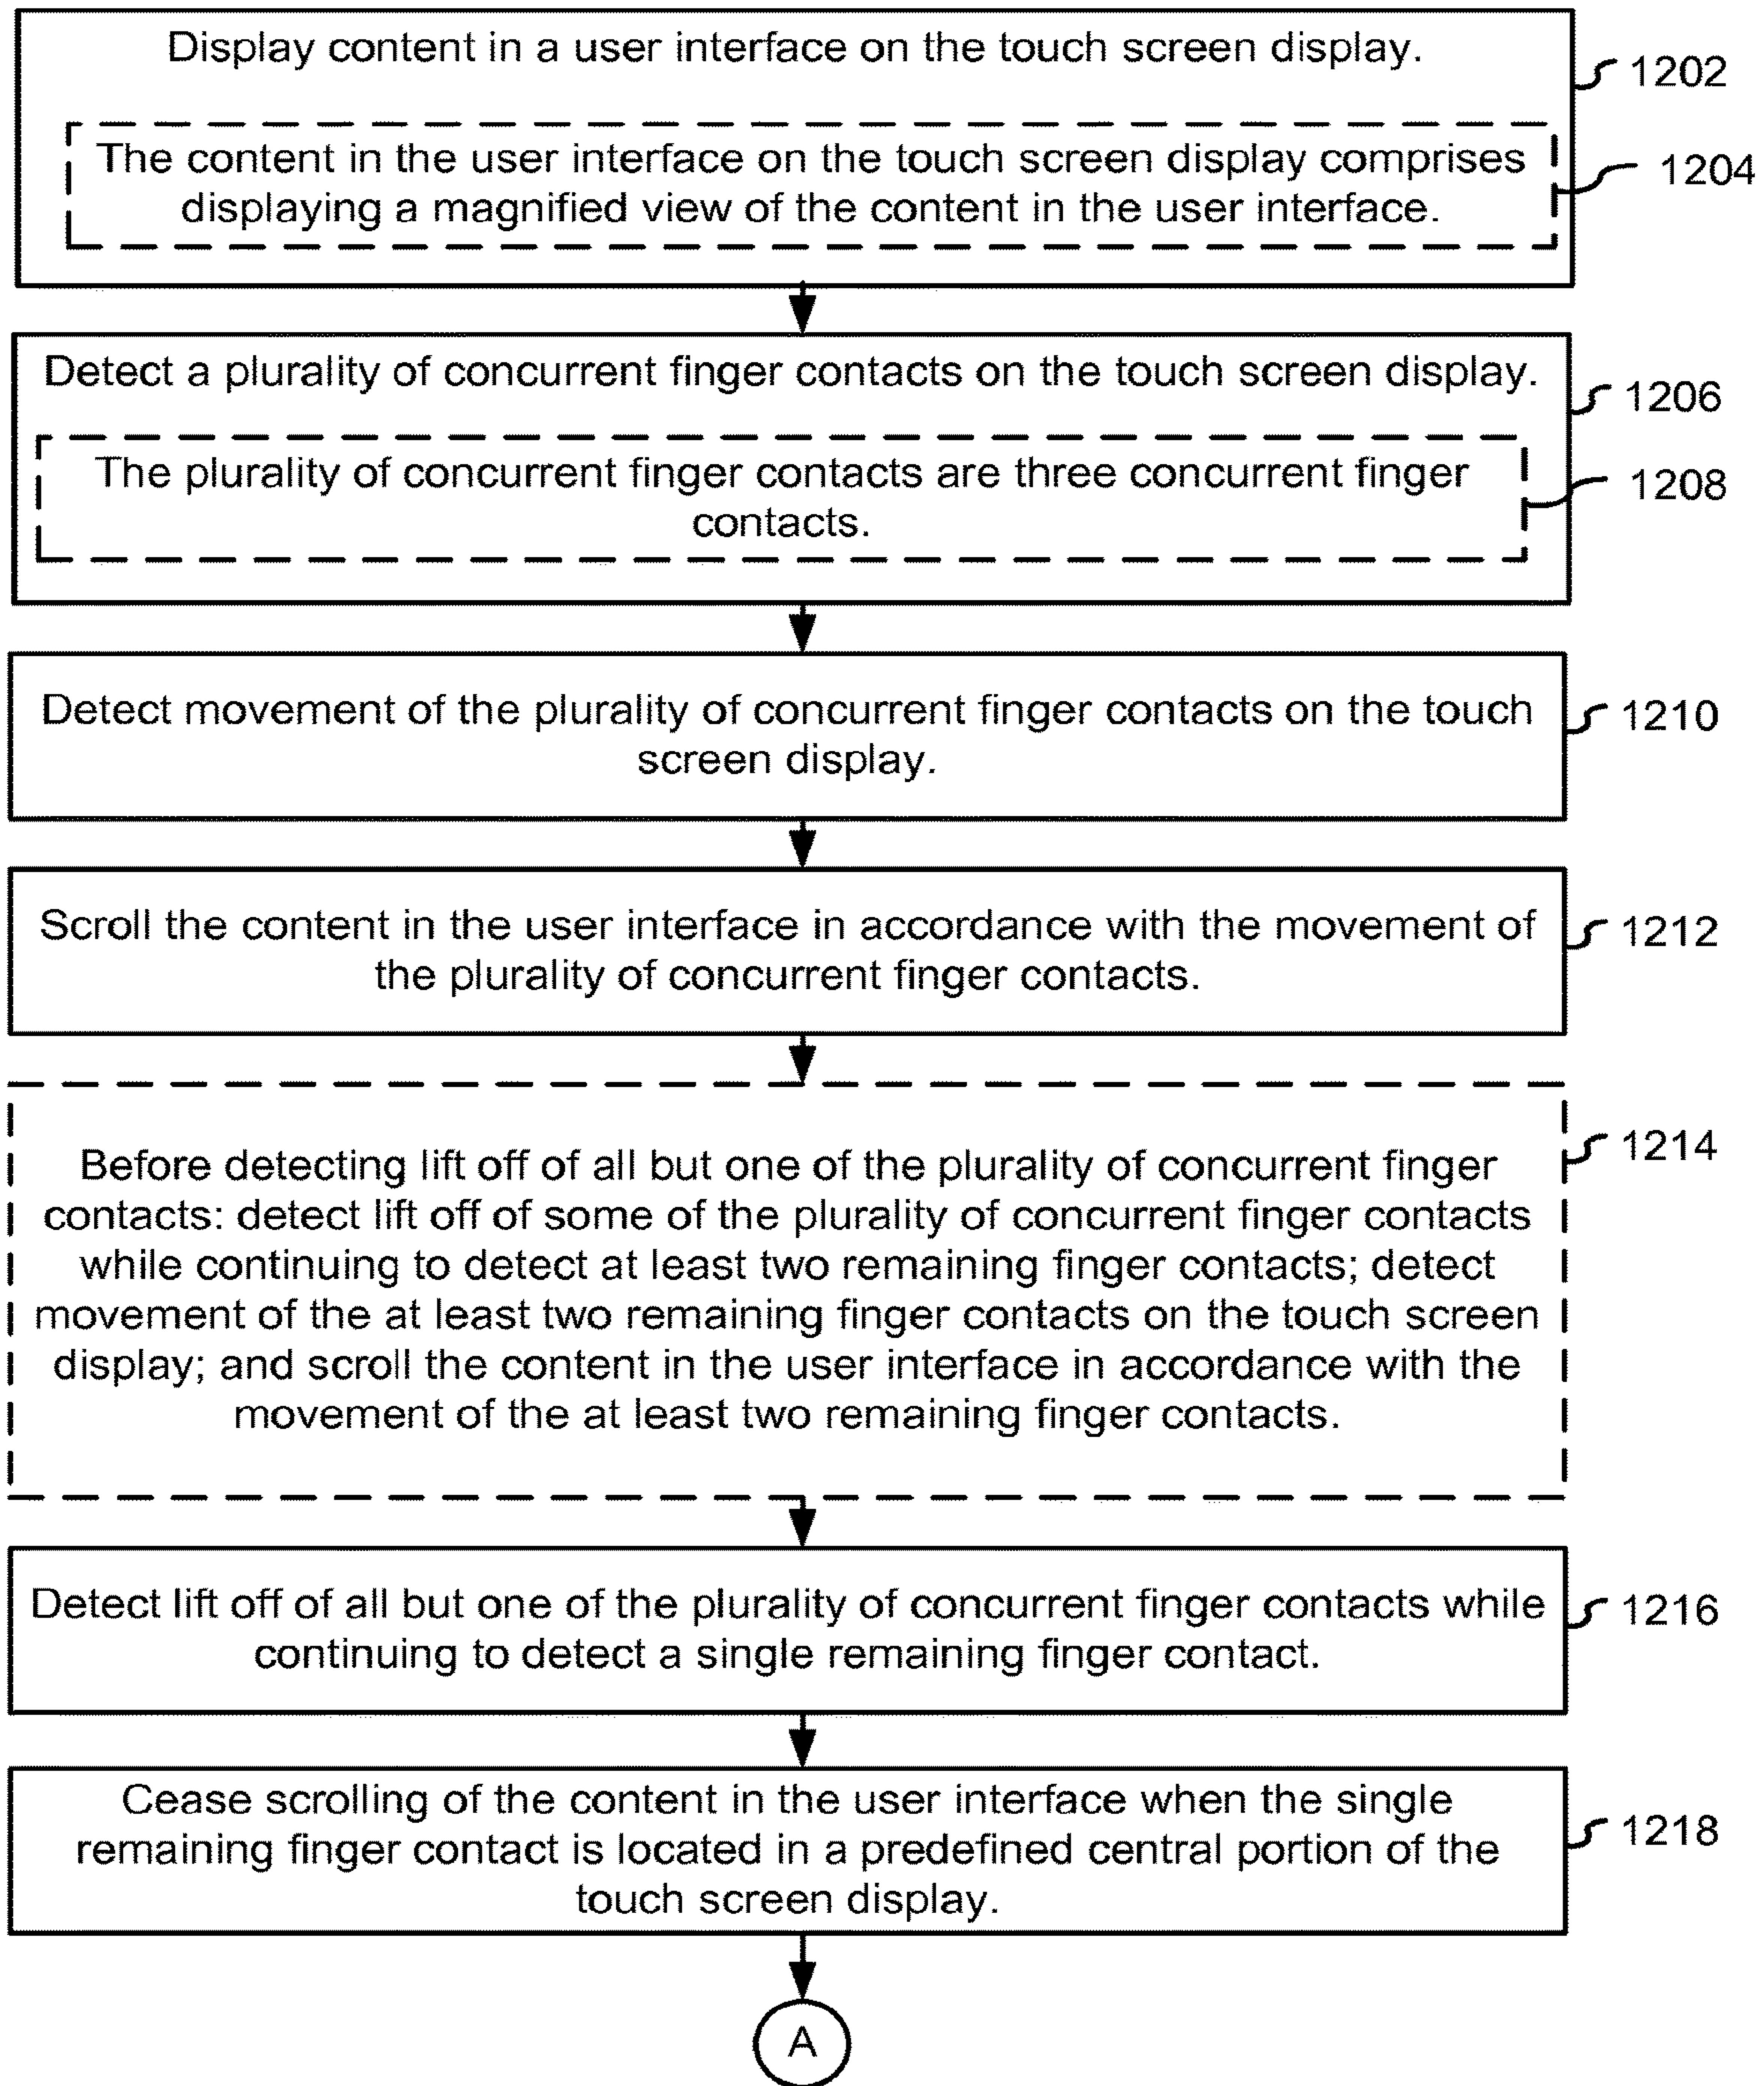 Display content in a user interface on the touch screen display.
1202
The content in the user interface on the touch screen display comprises
displaying a magnified view of the content in the user interface.
1204
Detect a plurality of concurrent finger contacts on the touch screen display.
1206
The plurality of concurrent finger contacts are three concurrent finger
contacts.
1208
Detect movement of the plurality of concurrent finger contacts on the touch
screen display.
1210
Scroll the content in the user interface in accordance with the movement of
the plurality of concurrent finger contacts.
1212
Before detecting lift off of all but one of the plurality of concurrent finger
contacts: detect lift off of some of the plurality of concurrent finger contacts
while continuing to detect at least two remaining finger contacts; detect
movement of the at least two remaining finger contacts on the touch screen
display; and scroll the content in the user interface in accordance with the
movement of the at least two remaining finger contacts.
1214
Detect lift off of all but one of the plurality of concurrent finger contacts while
continuing to detect a single remaining finger contact.
1216
Cease scrolling of the content in the user interface when the single
remaining finger contact is located in a predefined central portion of the
touch screen display.
1218
A